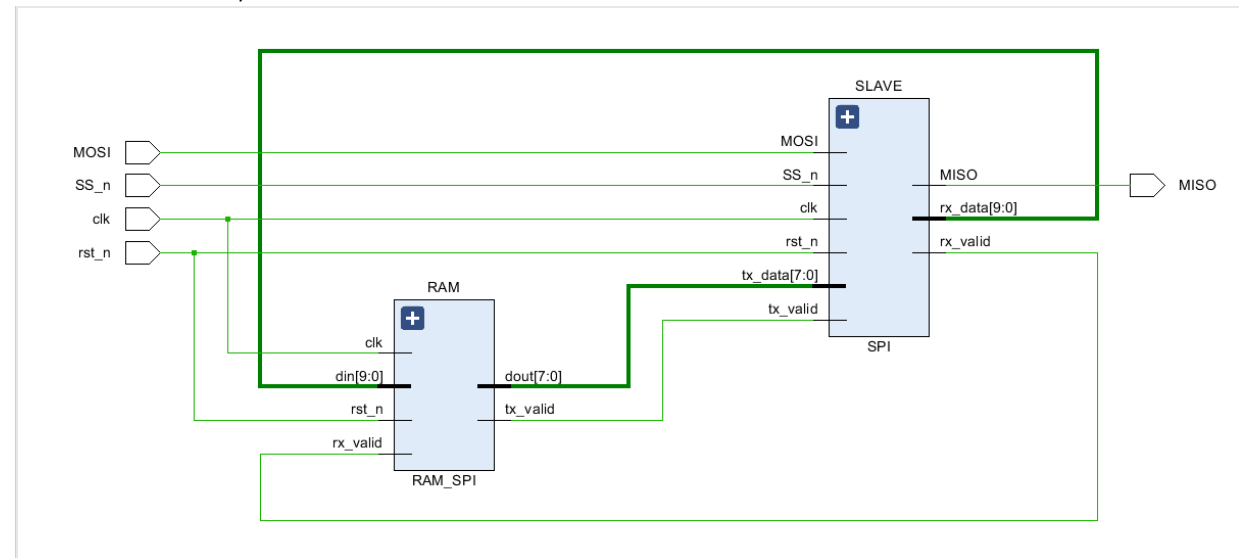 SLAVE
MOSI
MOSI
SS_n
SS_n
MISO
MISO
clk
clk
rx_data[9:0]
rst_n
rst_n
rx_valid
tx_data[7:0]
RAM
tx_valid
clk
SPI
din[9:0]
dout[7:0]
rst_n
tx_valid
rx_valid
RAM_SPI